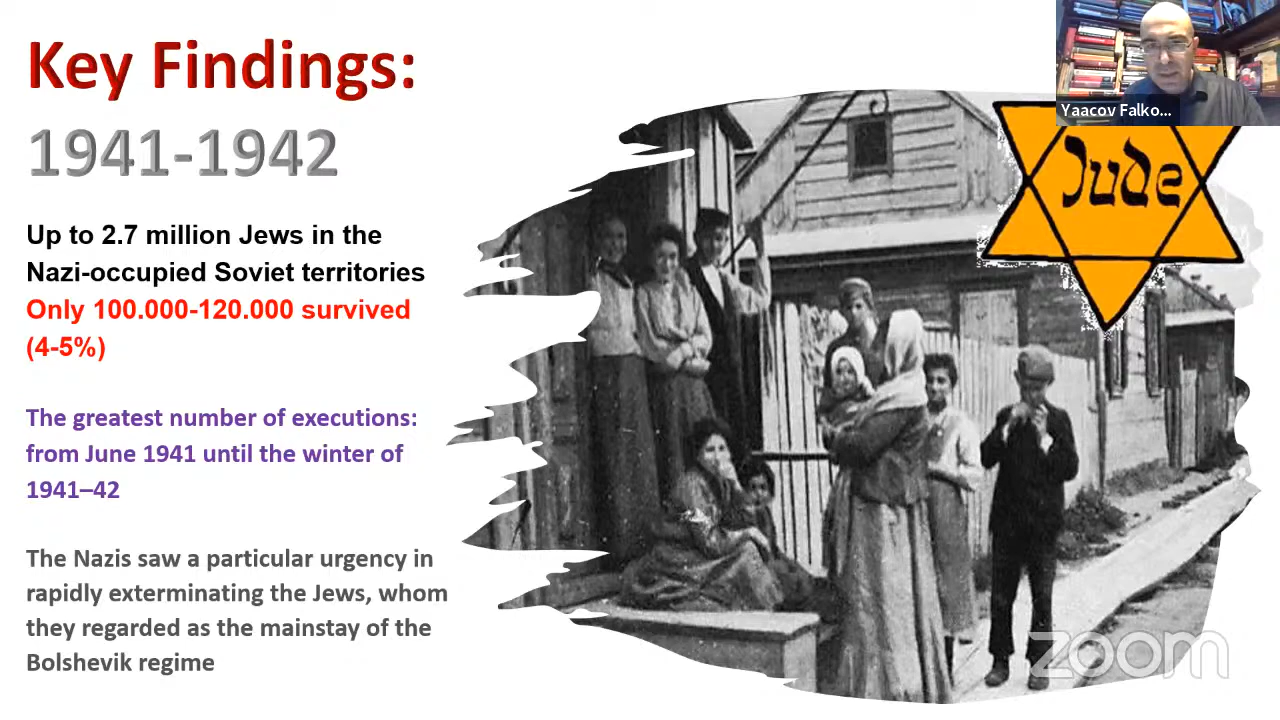 Key Findings:
1941-1942
Up to 2.7 million Jews in the
Nazi-occupied Soviet territories
Only 100.000-120.000 survived
(4-5%)
The greatest number of executions:
from June 1941 until the winter of
1941–42
The Nazis saw a particular urgency in
rapidly exterminating the Jews, whom
they regarded as the mainstay of the
Bolshevik regime
Yaacov Falko...
Jude
zoom